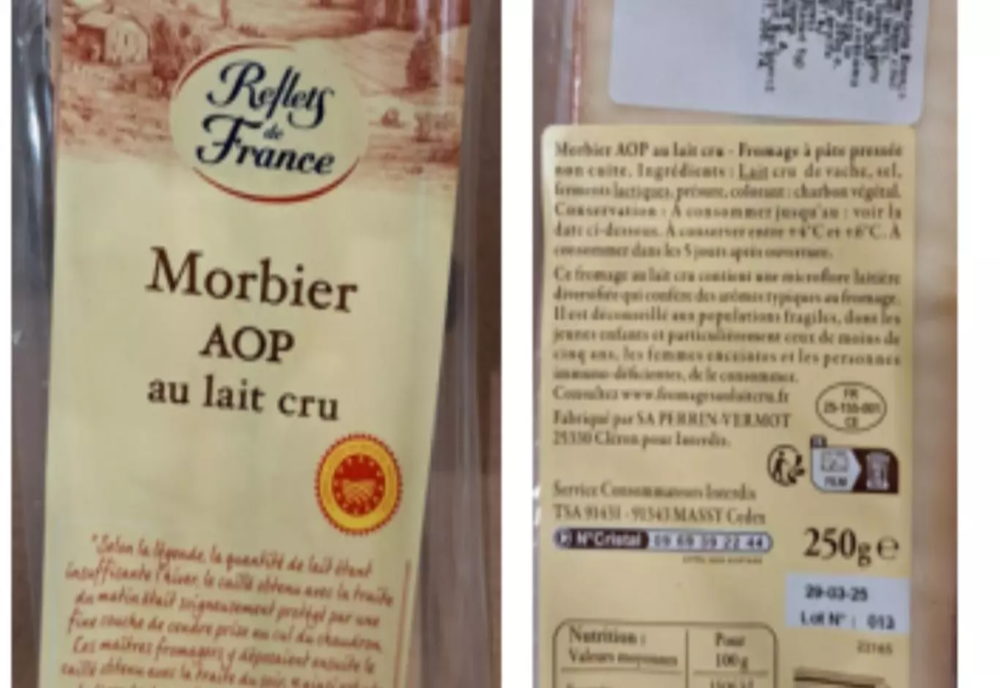 Reflets
de
France
Morbier
AOP
au lait cru
"Selon la légende, la quantité de lait étant
insuffisante l'hiver, le caillé obtenu avec la traite
du matin était soigneusement protégé par une
fine couche de cendre prise au cul du chaudron.
Ces maîtres fromagers y déposaient ensuite le
caillé obtenu avec la traite du soir,
Morbier AOP au lait cru - Fromage à pâte pressée
non cuite. Ingrédients : Lait cru de vache, sel,
ferments lactiques, présure, colorant : charbon végétal.
Conservation : À consommer jusqu'au : voir la
date ci-dessous. À conserver entre +4°C et +6°C. À
consommer dans les 5 jours après ouverture.
Ce fromage au lait cru contient une microflore laitière
diversifiée qui confère des arômes typiques au fromage.
Il est déconseillé aux populations fragiles, dont les
jeunes enfants et particulièrement ceux de moins de
cinq ans, les femmes enceintes et les personnes
immuno-déficientes, de le consommer.
Consultez www.fromagesaulaitcru.fr
Fabriqué par SA PERRIN-VERMOT
25330 Cléron pour Interdis.
FR
25-155-001
CE
FR
FILM
Service Consommateurs Interdis
TSA 91431 - 91343 MASSY Cedex
N°Cristal 09 69 39 22 44
250g e
29-03-25
Lot N° : 013
22165
Nutrition :
Valeurs moyennes
Pour
100 g